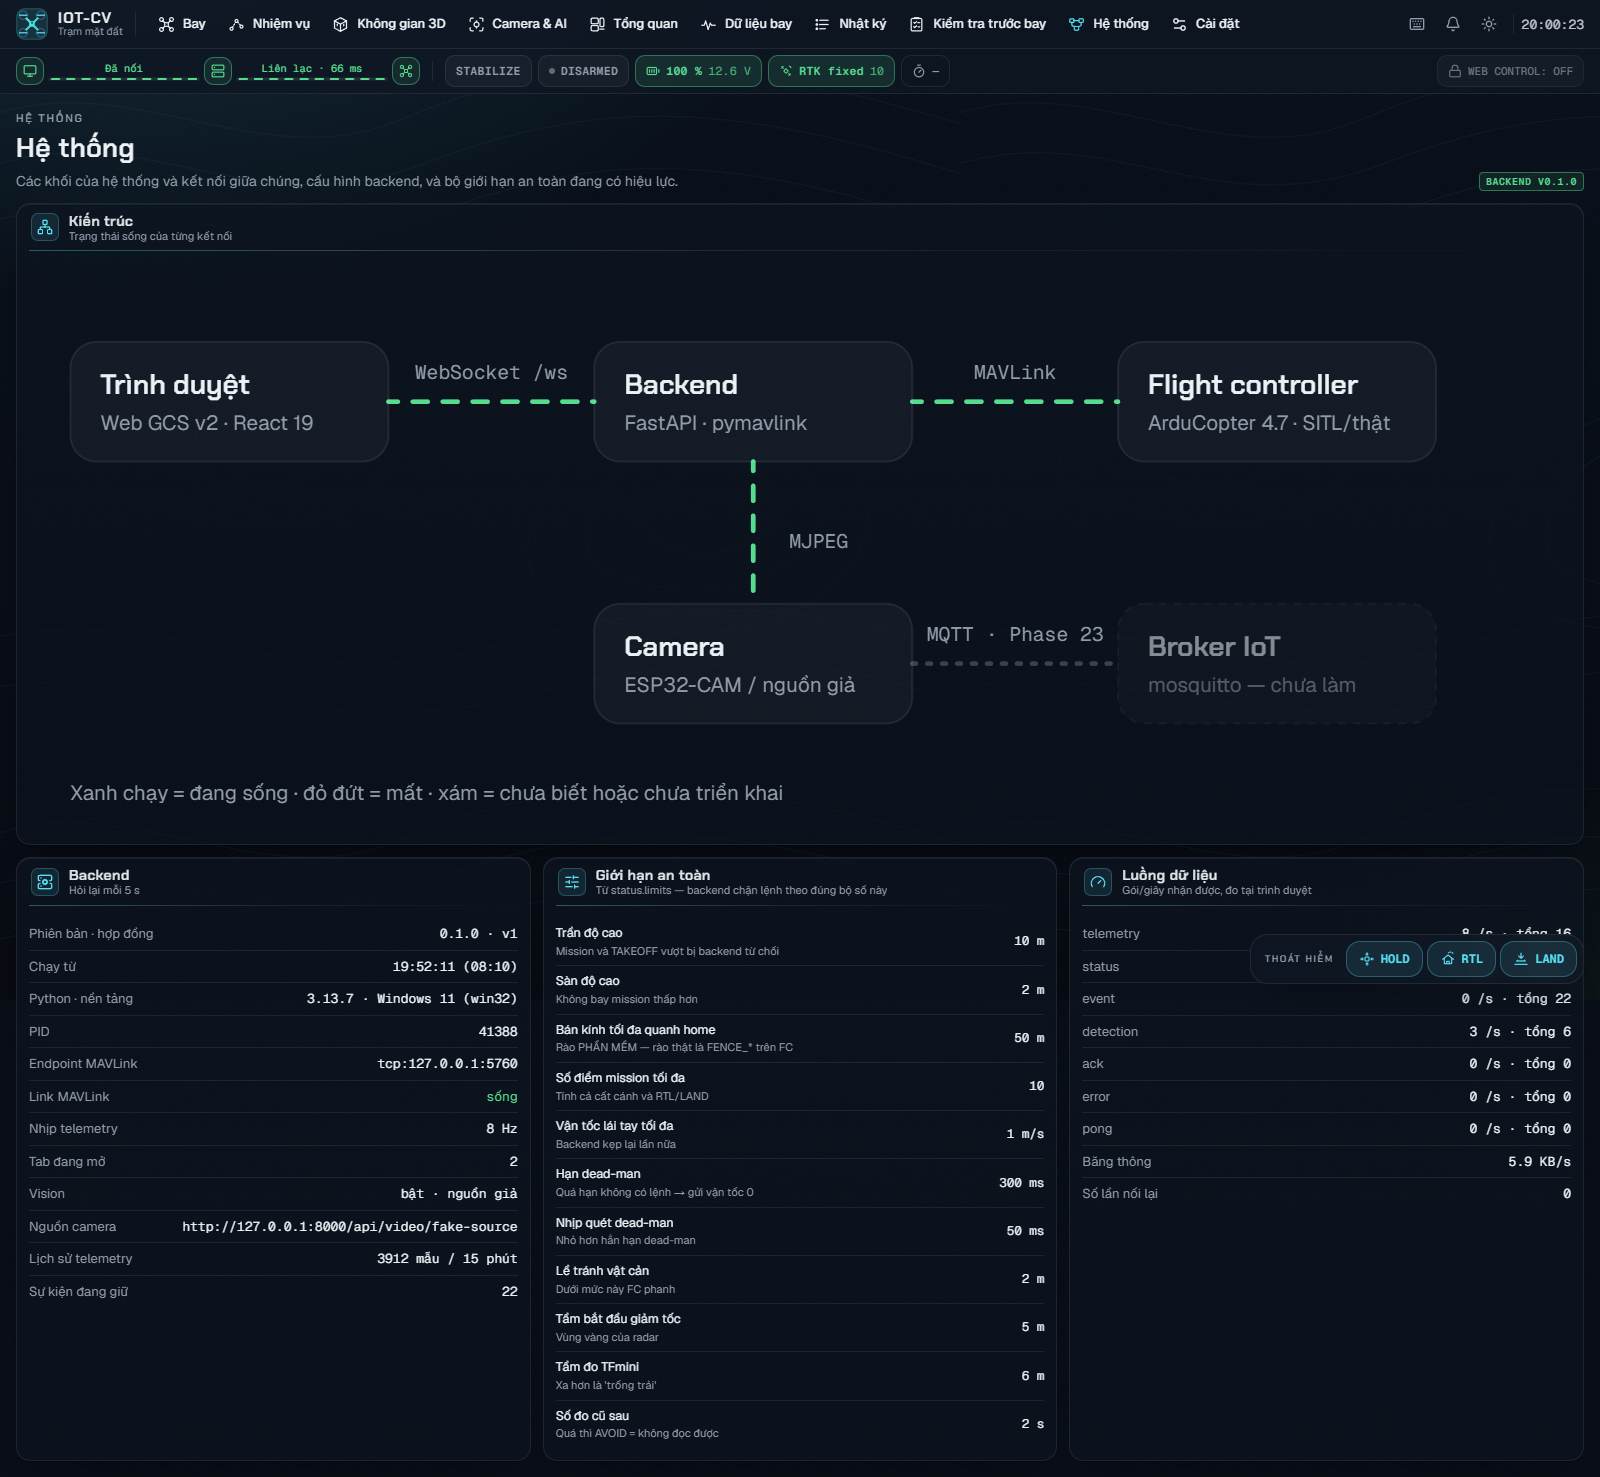 IOT-CV
Trạm mặt đất
Bay
Nhiệm vụ
Không gian 3D
Camera & AI
Tổng quan
Dữ liệu bay
Nhật ký
Kiểm tra trước bay
Hệ thống
Cài đặt
20:00:23
Đã nối
Liên lạc · 66 ms
STABILIZE
DISARMED
100 % 12.6 V
RTK fixed 10
–
WEB CONTROL: OFF
HỆ THỐNG
Hệ thống
Các khối của hệ thống và kết nối giữa chúng, cấu hình backend, và bộ giới hạn an toàn đang có hiệu lực.
BACKEND V0.1.0
Kiến trúc
Trạng thái sống của từng kết nối
Trình duyệt
Web GCS v2 · React 19
WebSocket /ws
Backend
FastAPI · pymavlink
MAVLink
Flight controller
ArduCopter 4.7 · SITL/thật
MJPEG
Camera
ESP32-CAM / nguồn giả
MQTT · Phase 23
Broker IoT
mosquitto — chưa làm
Xanh chạy = đang sống · đỏ đứt = mất · xám = chưa biết hoặc chưa triển khai
Backend
Hỏi lại mỗi 5 s
Phiên bản · hợp đồng
0.1.0 · v1
Chạy từ
19:52:11 (08:10)
Python · nền tảng
3.13.7 · Windows 11 (win32)
PID
41388
Endpoint MAVLink
tcp:127.0.0.1:5760
Link MAVLink
sống
Nhịp telemetry
8 Hz
Tab đang mở
2
Vision
bật · nguồn giả
Nguồn camera
http://127.0.0.1:8000/api/video/fake-source
Lịch sử telemetry
3912 mẫu / 15 phút
Sự kiện đang giữ
22
Giới hạn an toàn
Từ status.limits — backend chặn lệnh theo đúng bộ số này
Trần độ cao
Mission và TAKEOFF vượt bị backend từ chối
10 m
Sàn độ cao
Không bay mission thấp hơn
2 m
Bán kính tối đa quanh home
Rào PHẦN MỀM — rào thật là FENCE_* trên FC
50 m
Số điểm mission tối đa
Tính cả cất cánh và RTL/LAND
10
Vận tốc lái tay tối đa
Backend kẹp lại lần nữa
1 m/s
Hạn dead-man
Quá hạn không có lệnh → gửi vận tốc 0
300 ms
Nhịp quét dead-man
Nhỏ hơn hẳn hạn dead-man
50 ms
Lề tránh vật cản
Dưới mức này FC phanh
2 m
Tầm bắt đầu giảm tốc
Vùng vàng của radar
5 m
Tầm đo TFmini
Xa hơn là 'trống trải'
6 m
Số đo cũ sau
Quá thì AVOID = không đọc được
2 s
Luồng dữ liệu
Gói/giây nhận được, đo tại trình duyệt
telemetry
8 /s · tổng 16
status
THOÁT HIỂM
HOLD
RTL
LAND
event
0 /s · tổng 22
detection
3 /s · tổng 6
ack
0 /s · tổng 0
error
0 /s · tổng 0
pong
0 /s · tổng 0
Băng thông
5.9 KB/s
Số lần nối lại
0